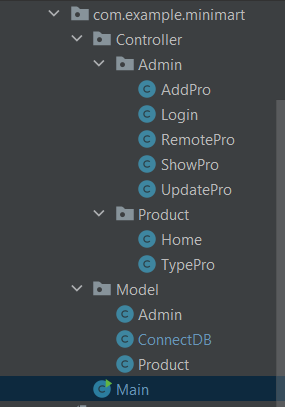 com.example.minimart
Controller
Admin
AddPro
Login
RemotePro
ShowPro
UpdatePro
Product
Home
TypePro
Model
Admin
ConnectDB
Product
Main